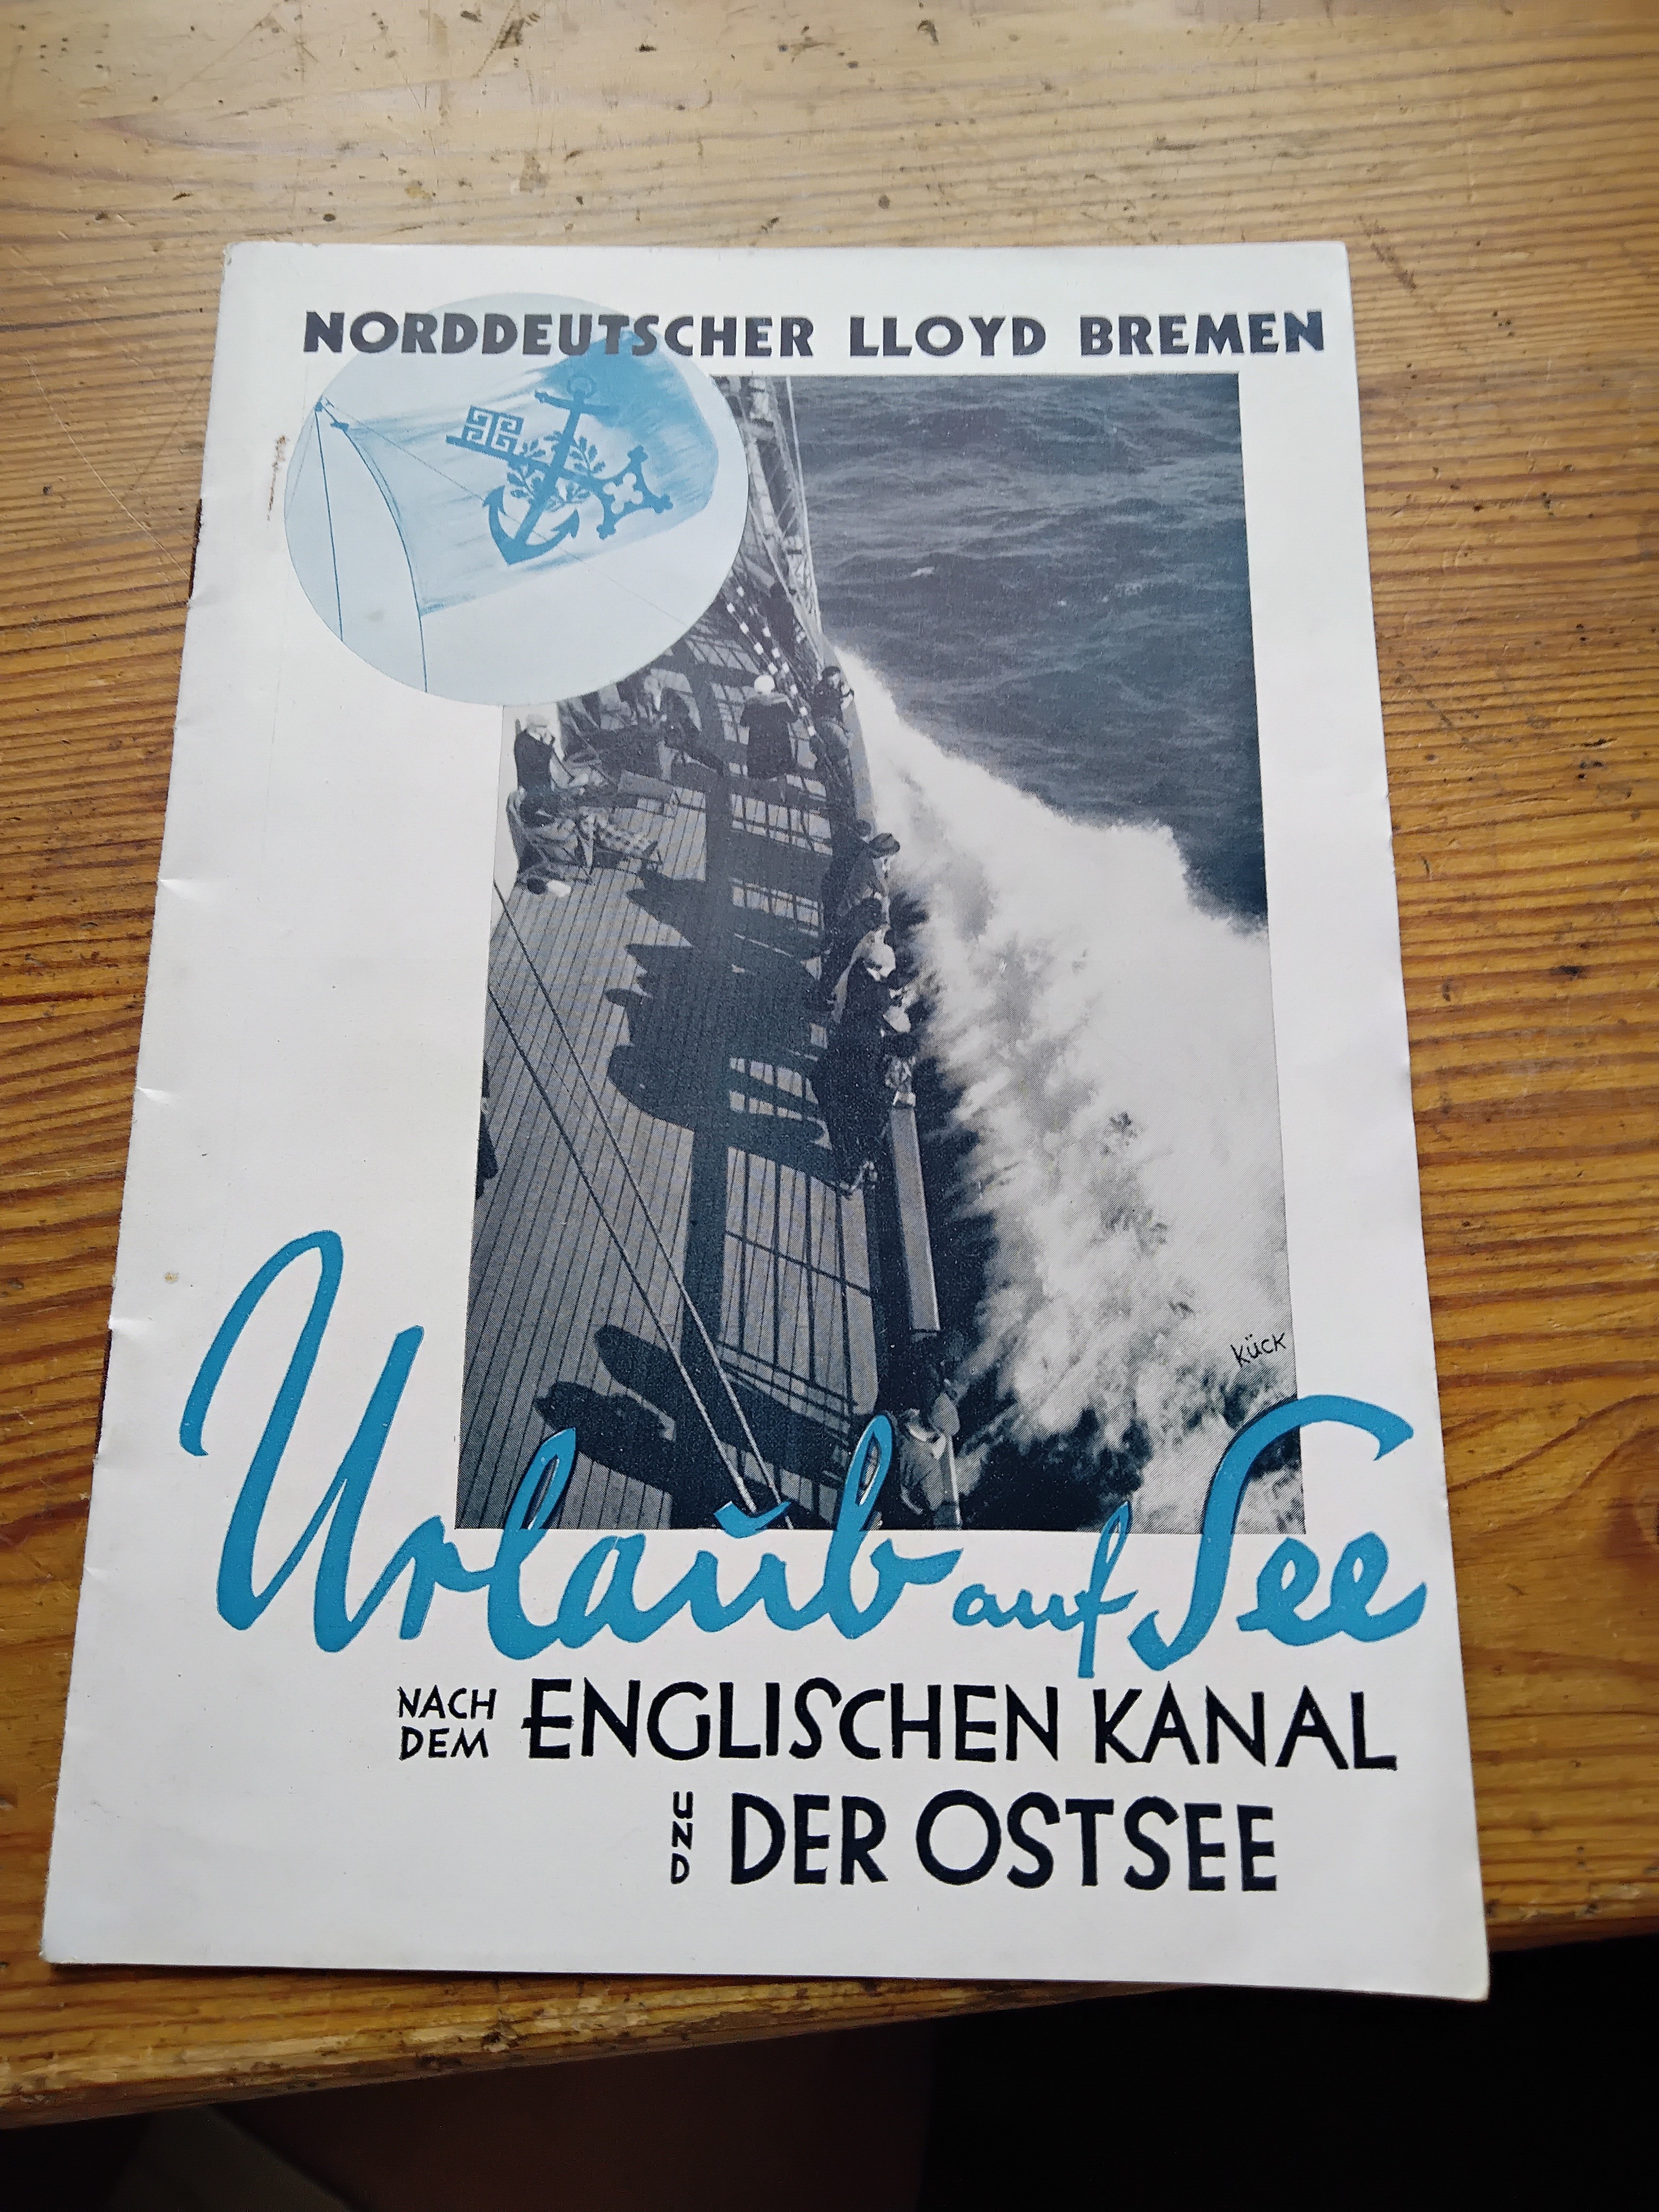 NORDDEUTSCHER LLOYD BREMEN
KÜCK
Urlaub auf See
NACH DEM ENGLISCHEN KANAL
UND DER OSTSEE